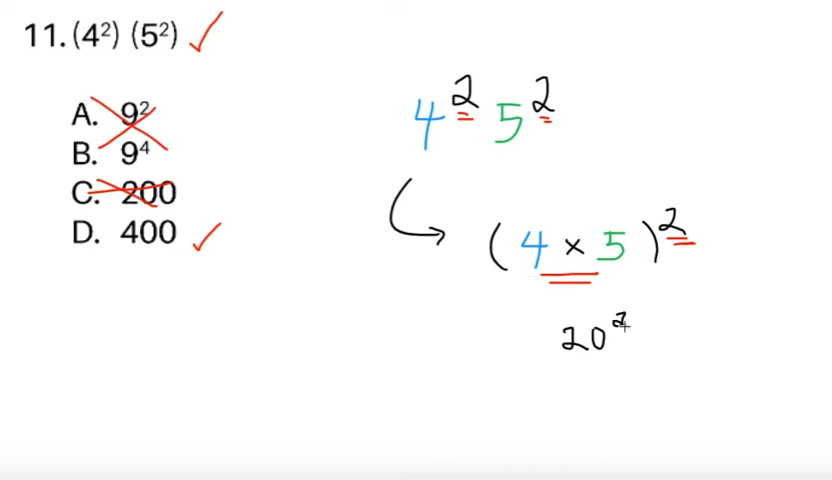 11. (4²) (5²)
A. 9²
B. 9⁴
C. 200
D. 400
4² 5²
(4 × 5)²
20²